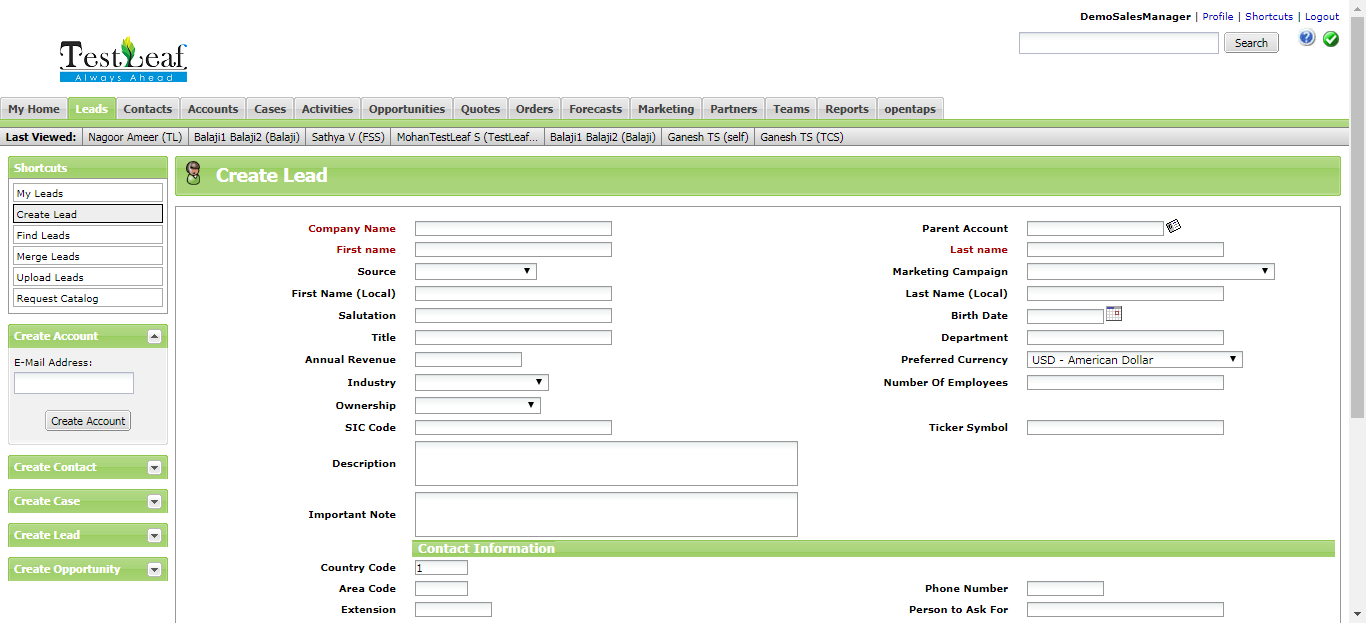 DemoSalesManager | Profile | Shortcuts | Logout
Search
TestLeaf
Always Ahead
My Home Leads Contacts Accounts Cases Activities Opportunities Quotes Orders Forecasts Marketing Partners Teams Reports opentaps
Last Viewed: Nagoor Ameer (TL) Balaji1 Balaji2 (Balaji) Sathya V (FSS) MohanTestLeaf S (TestLeaf... Balaji1 Balaji2 (Balaji) Ganesh TS (self) Ganesh TS (TCS)
Shortcuts
My Leads
Create Lead
Find Leads
Merge Leads
Upload Leads
Request Catalog
Create Account
E-Mail Address:
Create Account
Create Contact
Create Case
Create Lead
Create Opportunity
Create Lead
Company Name Parent Account
First name Last name
Source Marketing Campaign
First Name (Local) Last Name (Local)
Salutation Birth Date
Title Department
Annual Revenue Preferred Currency USD - American Dollar
Industry Number Of Employees
Ownership
SIC Code Ticker Symbol
Description
Important Note
Contact Information
Country Code 1
Area Code Phone Number
Extension Person to Ask For